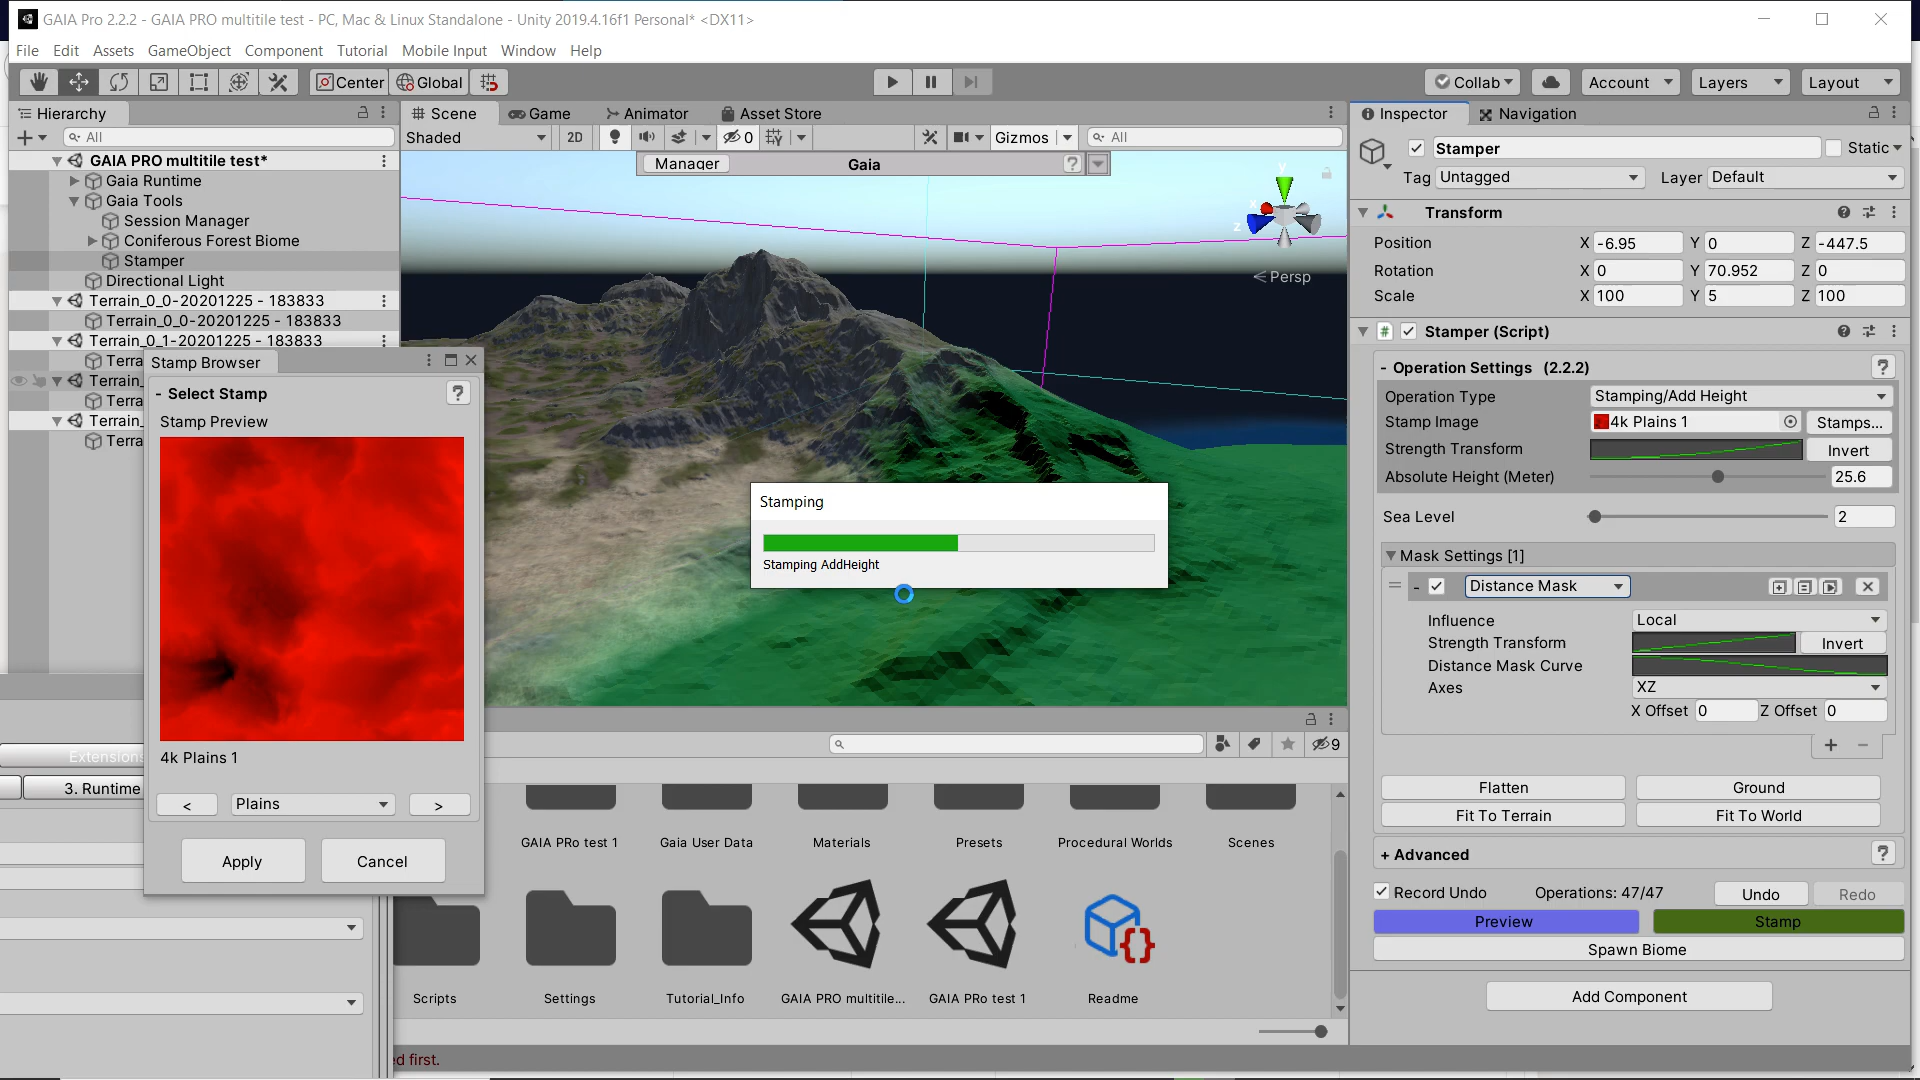 GAIA Pro 2.2.2 - GAIA PRO multitile test - PC, Mac & Linux Standalone - Unity 2019.4.16f1 Personal* <DX11>
File Edit Assets GameObject Component Tutorial Mobile Input Window Help
Center Global Collab Account Layers Layout
Hierarchy
All
GAIA PRO multitile test*
Gaia Runtime
Gaia Tools
Session Manager
Coniferous Forest Biome
Stamper
Directional Light
Terrain_0_0-20201225 - 183833
Terrain_0_0-20201225 - 183833
Terrain_0_1-20201225 - 183833
Terra
Terrain_
Terra
Terrain_
Terra
Stamp Browser
- Select Stamp ?
Stamp Preview
4k Plains 1
< Plains >
Apply Cancel
Extensions
3. Runtime
Scene Game Animator Asset Store
Shaded 2D 0 Gizmos All
Manager Gaia ?
y
x
z
< Persp
Stamping
Stamping AddHeight
9
GAIA PRo test 1 Gaia User Data Materials Presets Procedural Worlds Scenes
Scripts Settings Tutorial_Info GAIA PRO multitile... GAIA PRo test 1 Readme
ed first.
Inspector Navigation
Stamper Static
Tag Untagged Layer Default
Transform
Position X -6.95 Y 0 Z -447.5
Rotation X 0 Y 70.952 Z 0
Scale X 100 Y 5 Z 100
# Stamper (Script)
- Operation Settings (2.2.2) ?
Operation Type Stamping/Add Height
Stamp Image 4k Plains 1 Stamps...
Strength Transform Invert
Absolute Height (Meter) 25.6
Sea Level 2
Mask Settings [1]
- Distance Mask
Influence Local
Strength Transform Invert
Distance Mask Curve
Axes XZ
X Offset 0 Z Offset 0
+ -
Flatten Ground
Fit To Terrain Fit To World
+ Advanced ?
Record Undo Operations: 47/47 Undo Redo
Preview Stamp
Spawn Biome
Add Component